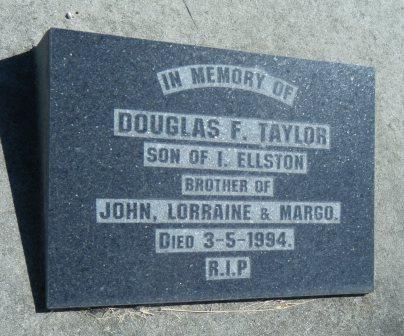 IN MEMORY OF
DOUGLAS F. TAYLOR
SON OF I. ELLSTON
BROTHER OF
JOHN, LORRAINE & MARGO.
DIED 3-5-1994.
R.I.P